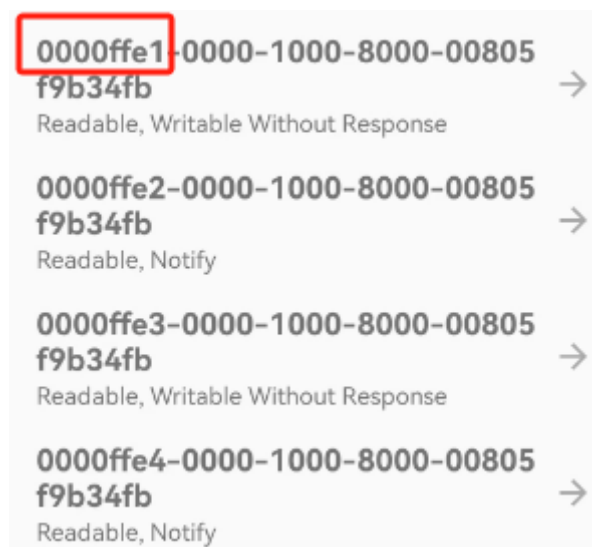 0000ffe1-0000-1000-8000-00805
f9b34fb
Readable, Writable Without Response
0000ffe2-0000-1000-8000-00805
f9b34fb
Readable, Notify
0000ffe3-0000-1000-8000-00805
f9b34fb
Readable, Writable Without Response
0000ffe4-0000-1000-8000-00805
f9b34fb
Readable, Notify